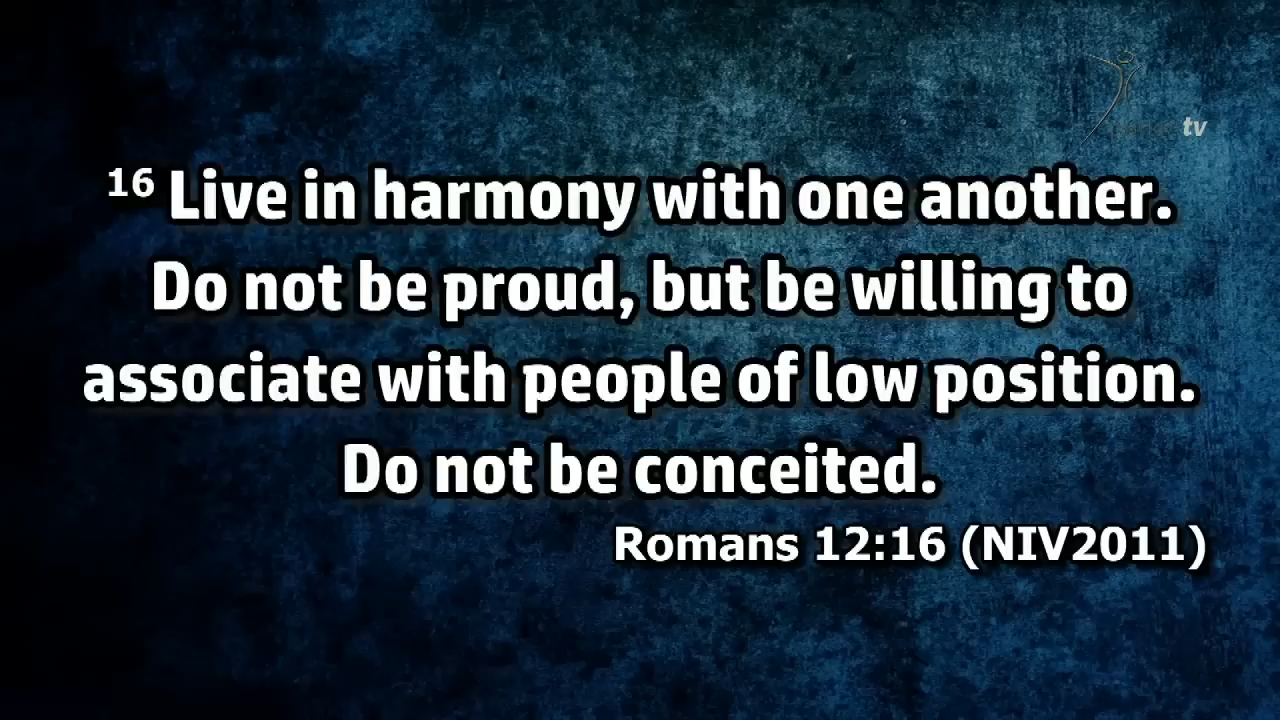 tv
16 Live in harmony with one another.
Do not be proud, but be willing to
associate with people of low position.
Do not be conceited.
Romans 12:16 (NIV2011)